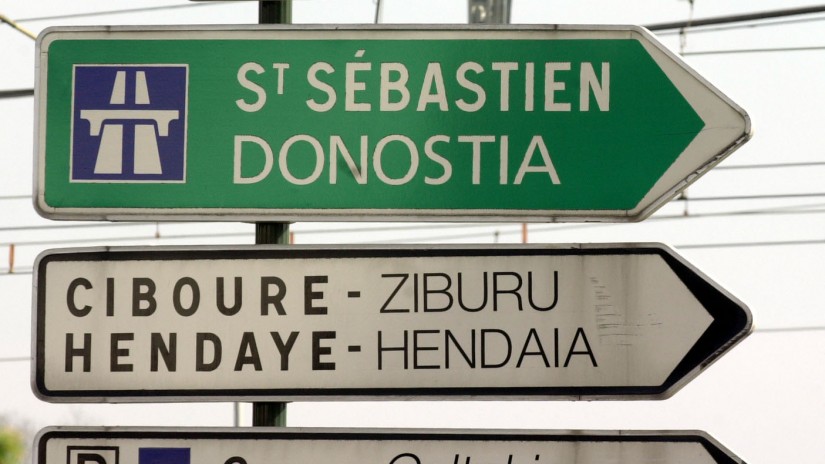 ST SÉBASTIEN
DONOSTIA
CIBOURE - ZIBURU
HENDAYE - HENDAIA